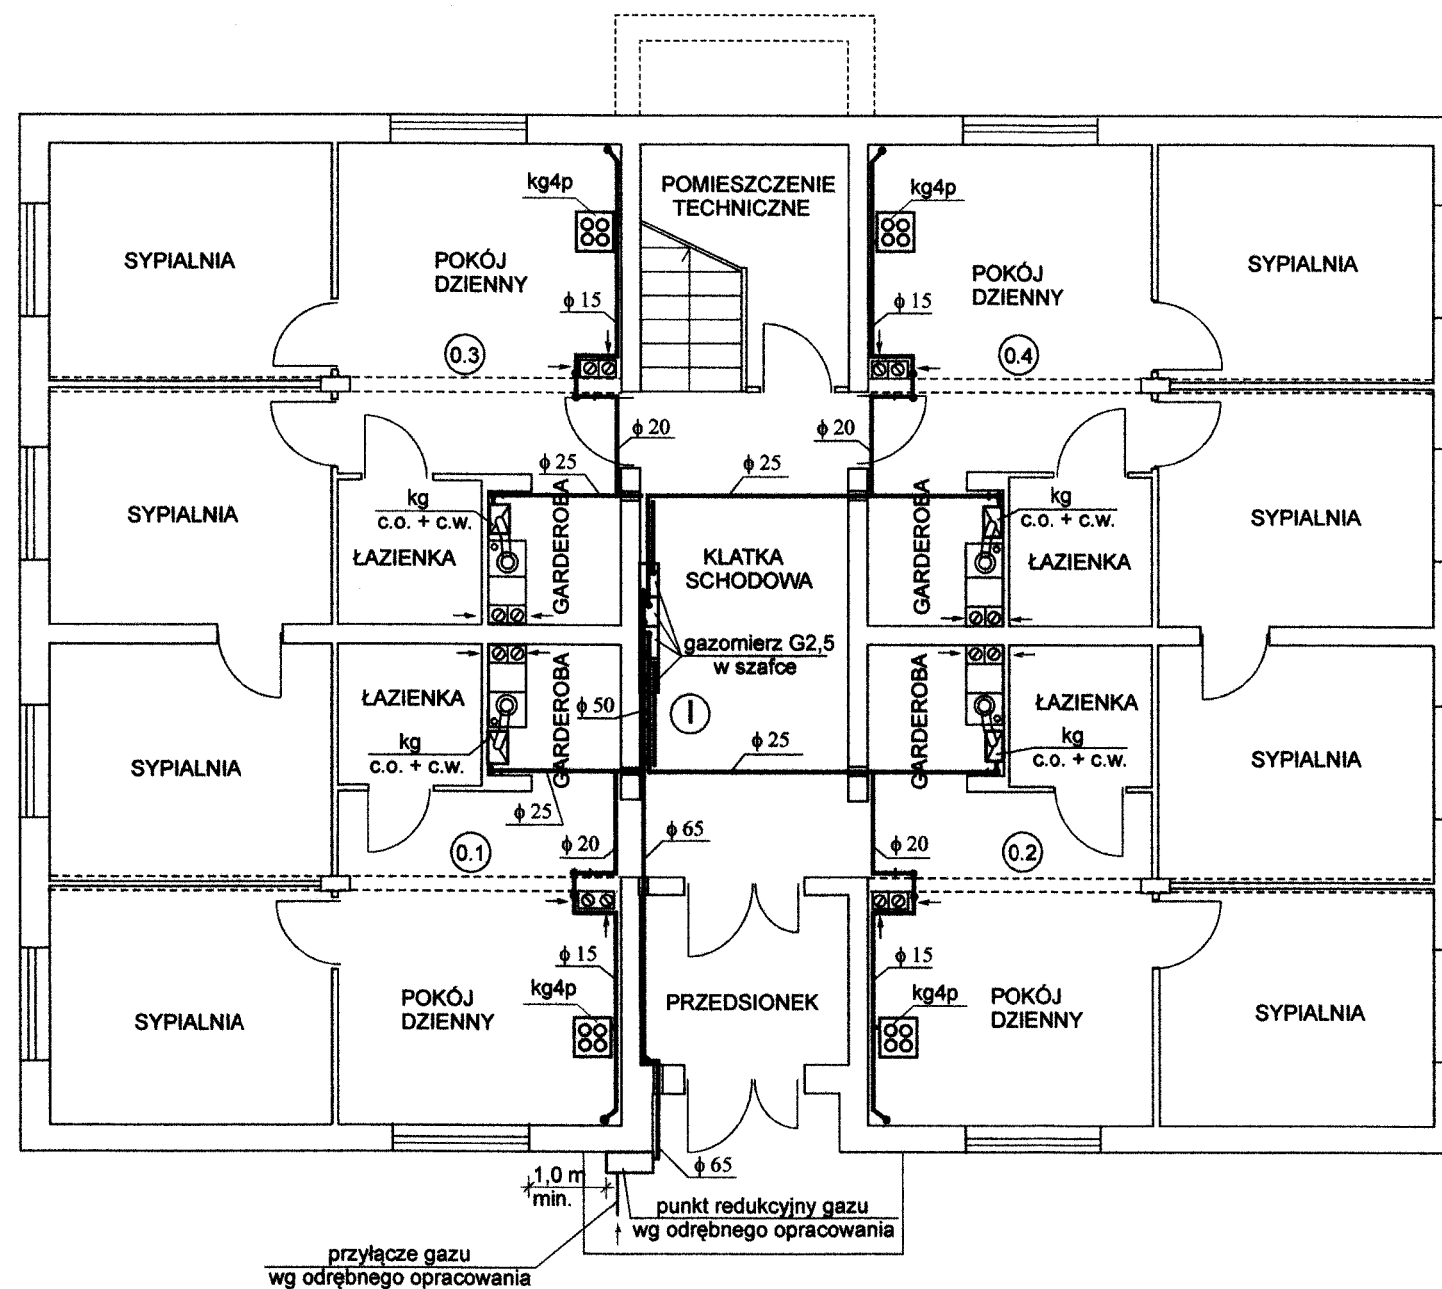 kg4p
POMIESZCZENIE
TECHNICZNE
kg4p
SYPIALNIA
POKÓJ
DZIENNY
POKÓJ
DZIENNY
SYPIALNIA
ϕ 15
ϕ 15
0.3
0.4
ϕ 20
ϕ 20
ϕ 25
ϕ 25
SYPIALNIA
kg
c.o. + c.w.
ŁAZIENKA
GARDEROBA
KLATKA
SCHODOWA
GARDEROBA
kg
c.o. + c.w.
ŁAZIENKA
SYPIALNIA
gazomierz G2,5
w szafce
ŁAZIENKA
GARDEROBA
ϕ 50
I
GARDEROBA
ŁAZIENKA
kg
c.o. + c.w.
kg
c.o. + c.w.
SYPIALNIA
ϕ 25
SYPIALNIA
ϕ 25
ϕ 65
0.1
ϕ 20
ϕ 20
0.2
ϕ 15
ϕ 15
kg4p
kg4p
SYPIALNIA
POKÓJ
DZIENNY
PRZEDSIONEK
POKÓJ
DZIENNY
SYPIALNIA
1,0 m
min.
ϕ 65
punkt redukcyjny gazu
wg odrębnego opracowania
przyłącze gazu
wg odrębnego opracowania